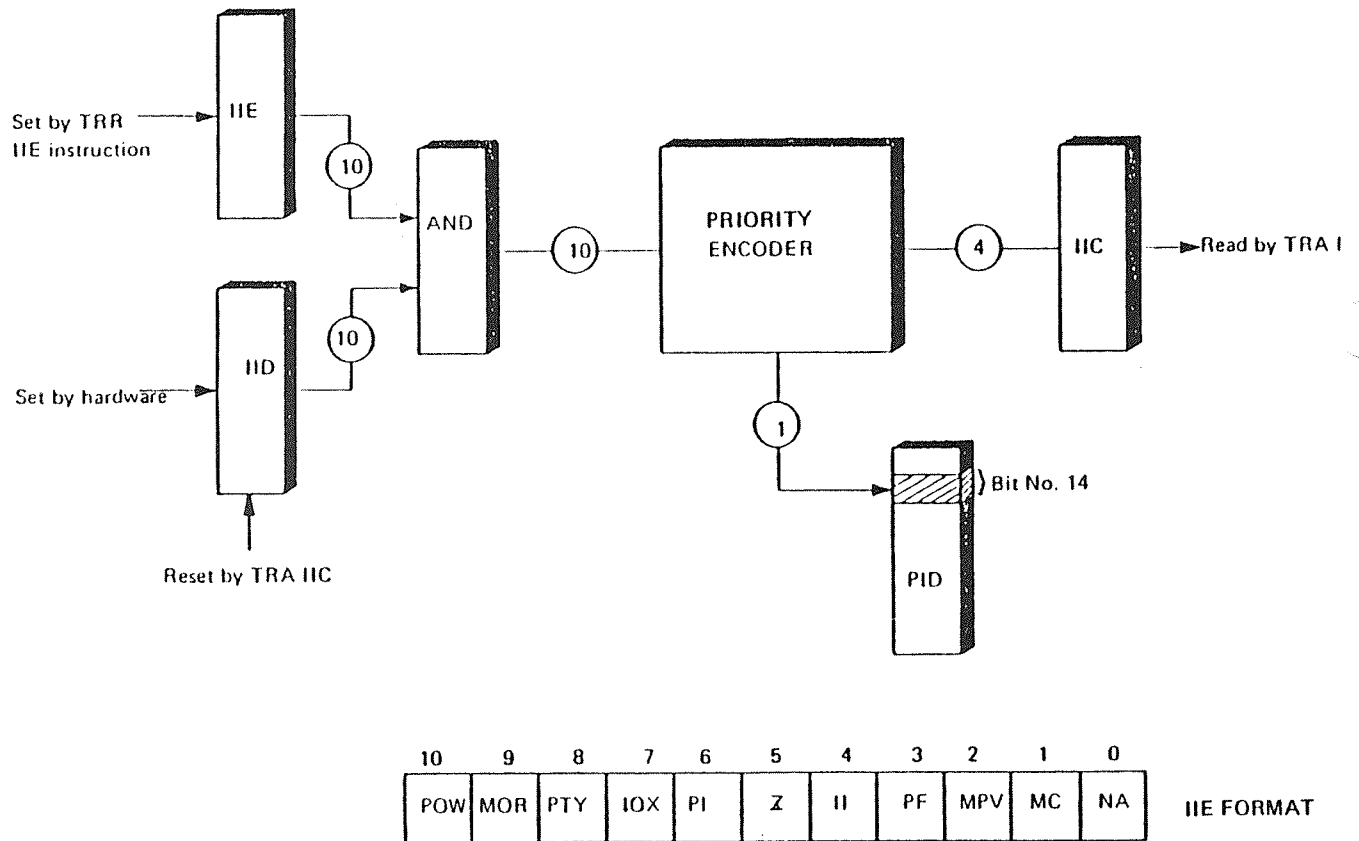 IIE
Set by TRR
IIE instruction
10
AND
PRIORITY
ENCODER
10
4
IIC
Read by TRA I
IID
10
Set by hardware
1
Bit No. 14
PID
Reset by TRA IIC
10 9 8 7 6 5 4 3 2 1 0
POW MOR PTY IOX PI Z II PF MPV MC NA
IIE FORMAT